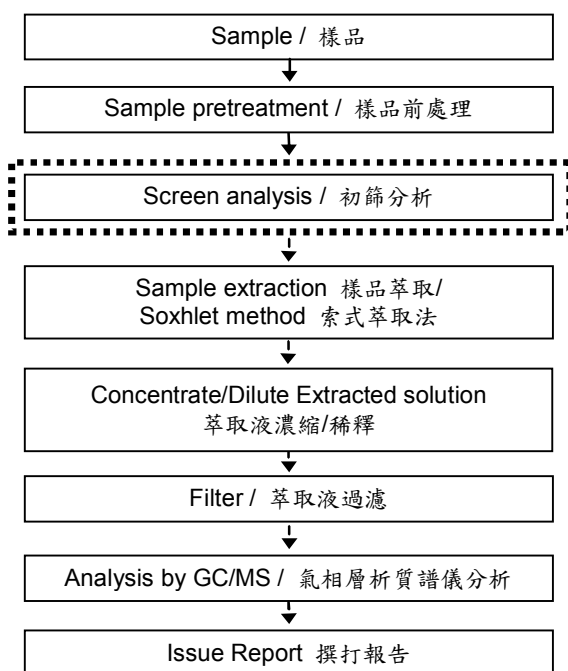 Sample / 樣品
Sample pretreatment / 樣品前處理
Screen analysis / 初篩分析
Sample extraction 樣品萃取/
Soxhlet method 索式萃取法
Concentrate/Dilute Extracted solution
萃取液濃縮/稀釋
Filter / 萃取液過濾
Analysis by GC/MS / 氣相層析質譜儀分析
Issue Report 撰打報告